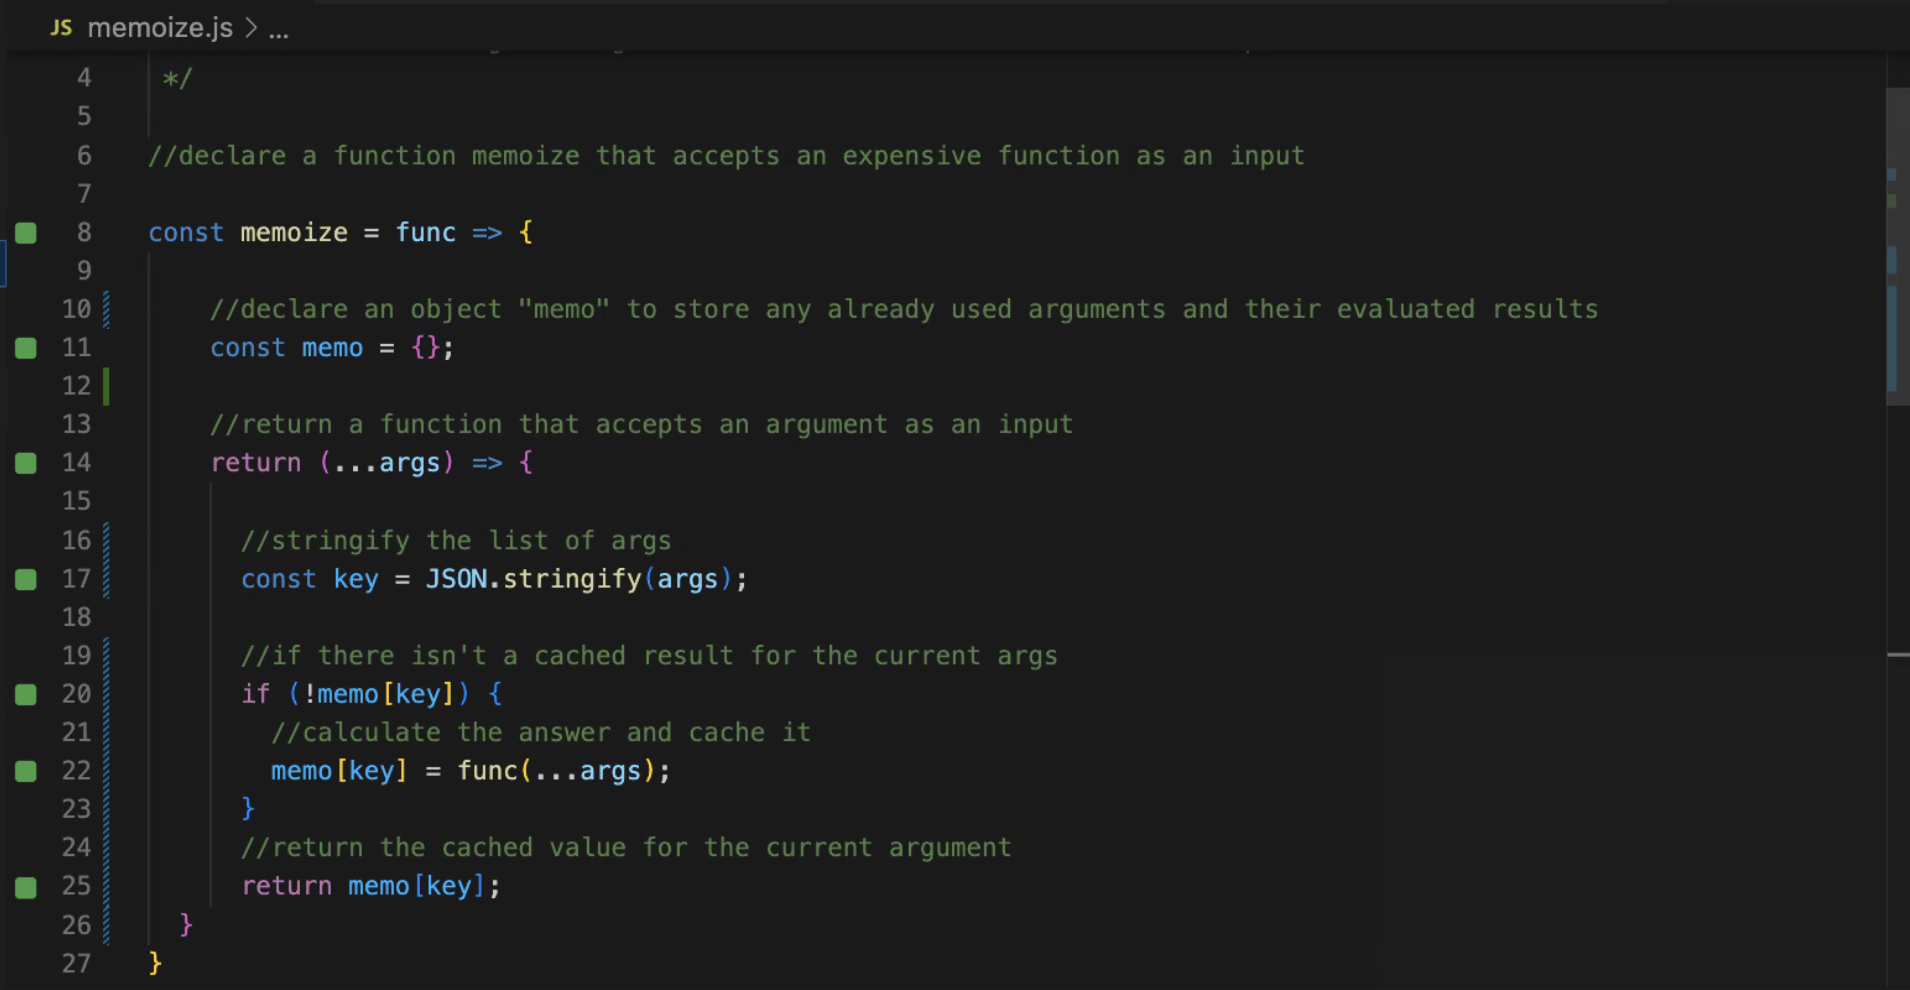 JS memoize.js > ...
4 */
5
6 //declare a function memoize that accepts an expensive function as an input
7
8 const memoize = func => {
9
10 //declare an object "memo" to store any already used arguments and their evaluated results
11 const memo = {};
12
13 //return a function that accepts an argument as an input
14 return (...args) => {
15
16 //stringify the list of args
17 const key = JSON.stringify(args);
18
19 //if there isn't a cached result for the current args
20 if (!memo[key]) {
21 //calculate the answer and cache it
22 memo[key] = func(...args);
23 }
24 //return the cached value for the current argument
25 return memo[key];
26 }
27 }